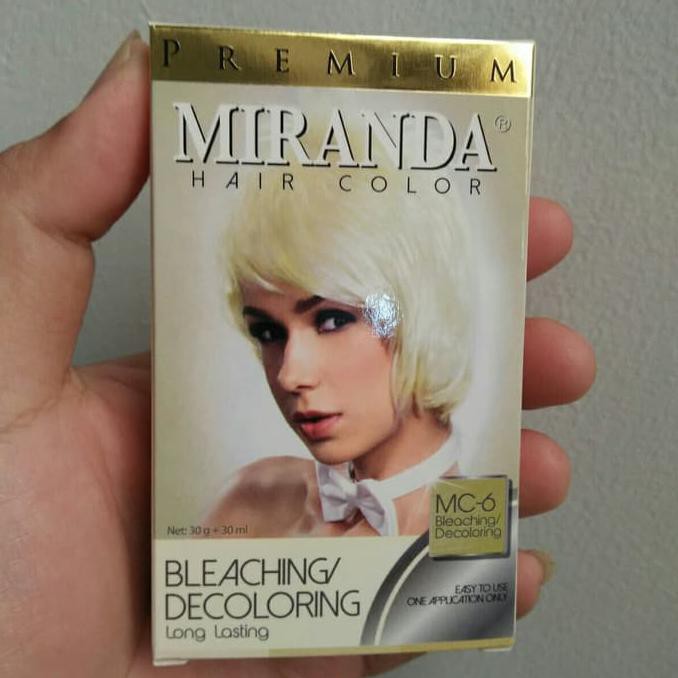 PREMIUM
MIRANDA®
HAIR COLOR
Net: 30 g + 30 ml
MC-6
Bleaching/
Decoloring
BLEACHING/
DECOLORING
Long Lasting
EASY TO USE
ONE APPLICATION ONLY